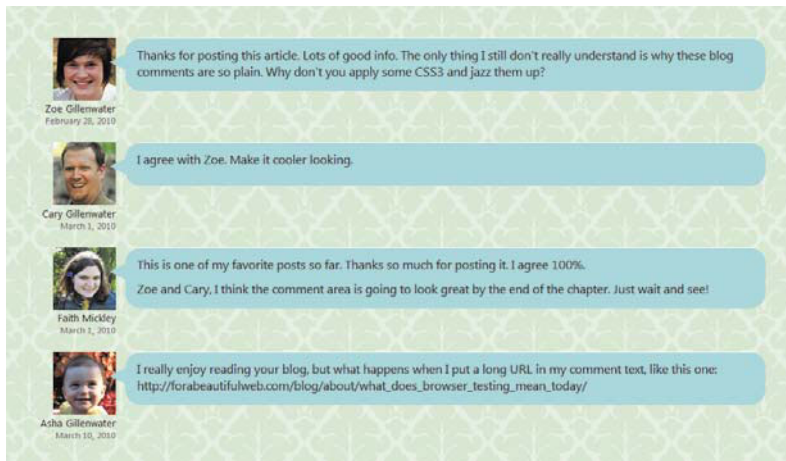 Thanks for posting this article. Lots of good info. The only thing I still don't really understand is why these blog
comments are so plain. Why don't you apply some CSS3 and jazz them up?
Zoe Gillenwater
February 28, 2010
I agree with Zoe. Make it cooler looking.
Cary Gillenwater
March 1, 2010
This is one of my favorite posts so far. Thanks so much for posting it. I agree 100%.
Zoe and Cary, I think the comment area is going to look great by the end of the chapter. Just wait and see!
Faith Mickley
March 1, 2010
I really enjoy reading your blog, but what happens when I put a long URL in my comment text, like this one:
http://forabeautifulweb.com/blog/about/what_does_browser_testing_mean_today/
Asha Gillenwater
March 10, 2010